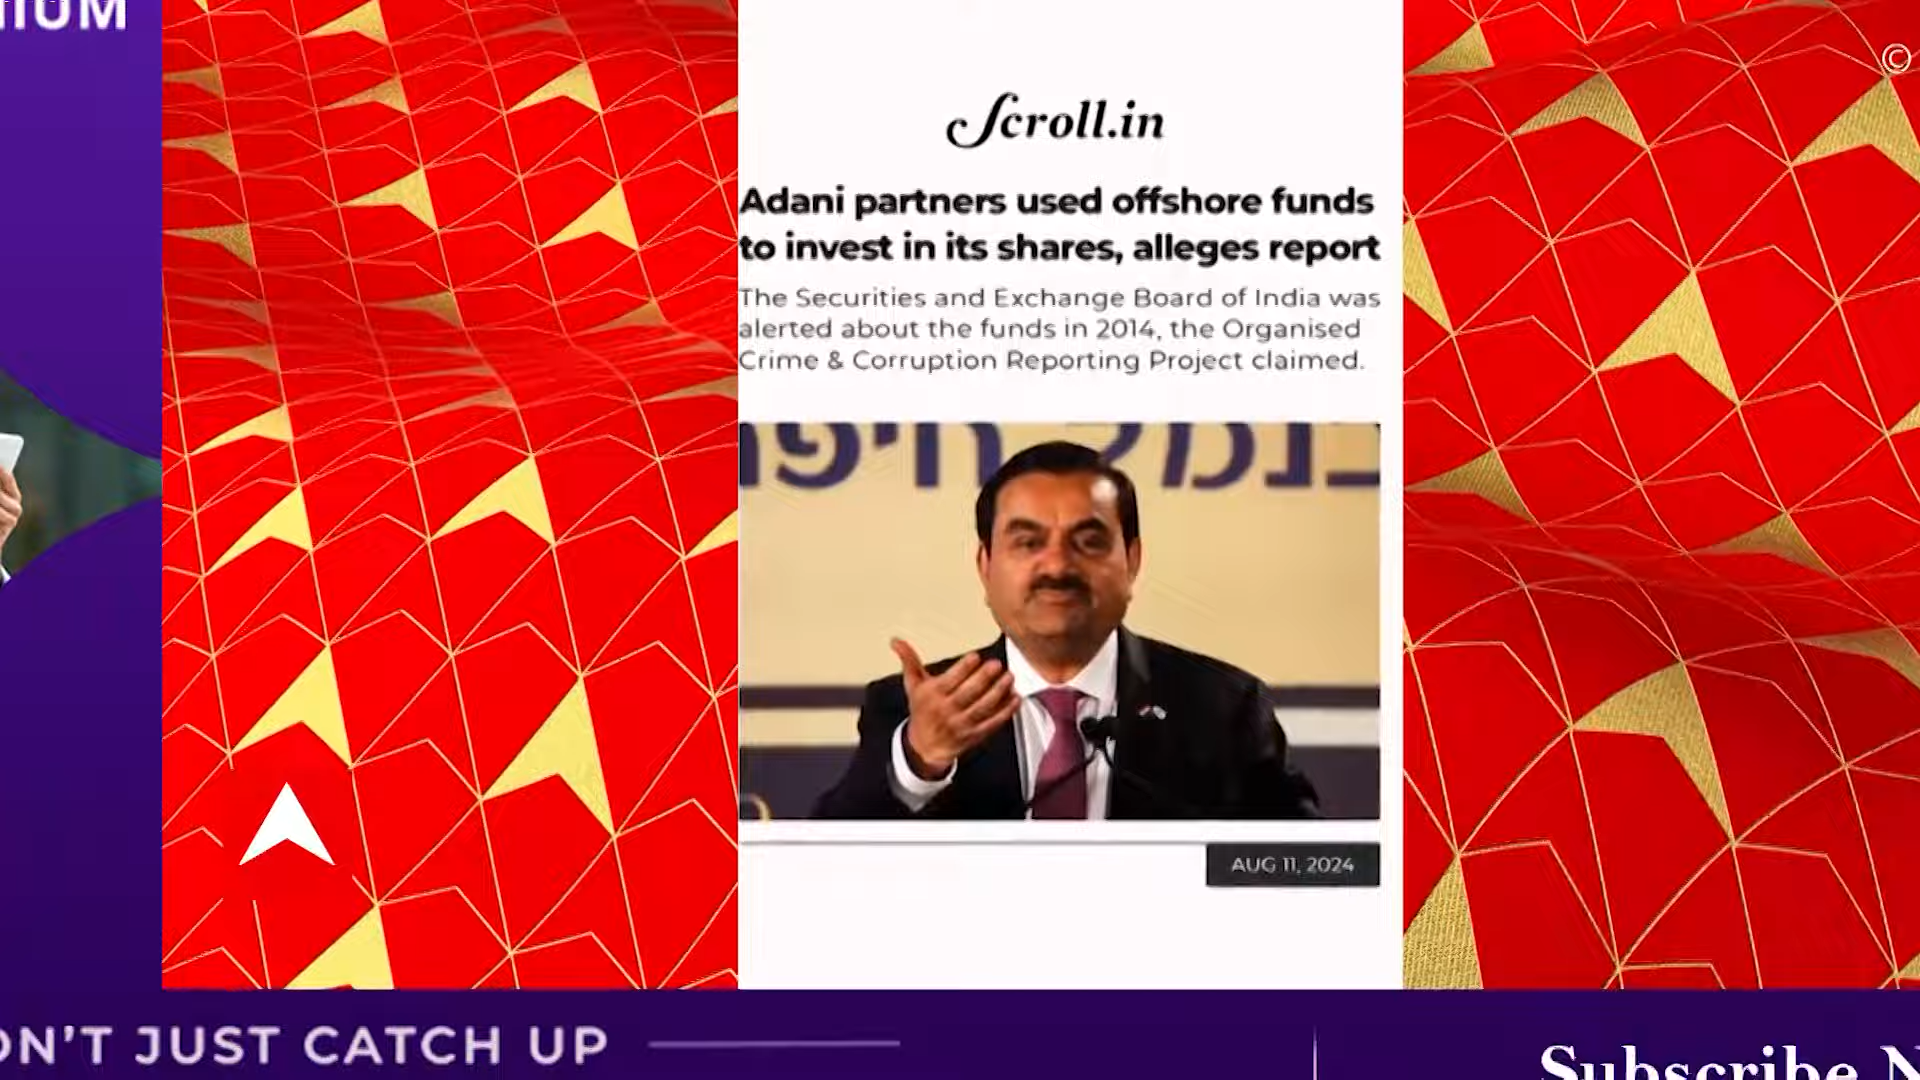 ©
Scroll.in
Adani partners used offshore funds
to invest in its shares, alleges report
The Securities and Exchange Board of India was
alerted about the funds in 2014, the Organised
Crime & Corruption Reporting Project claimed.
AUG 11, 2024
JUST CATCH UP
Subscribe